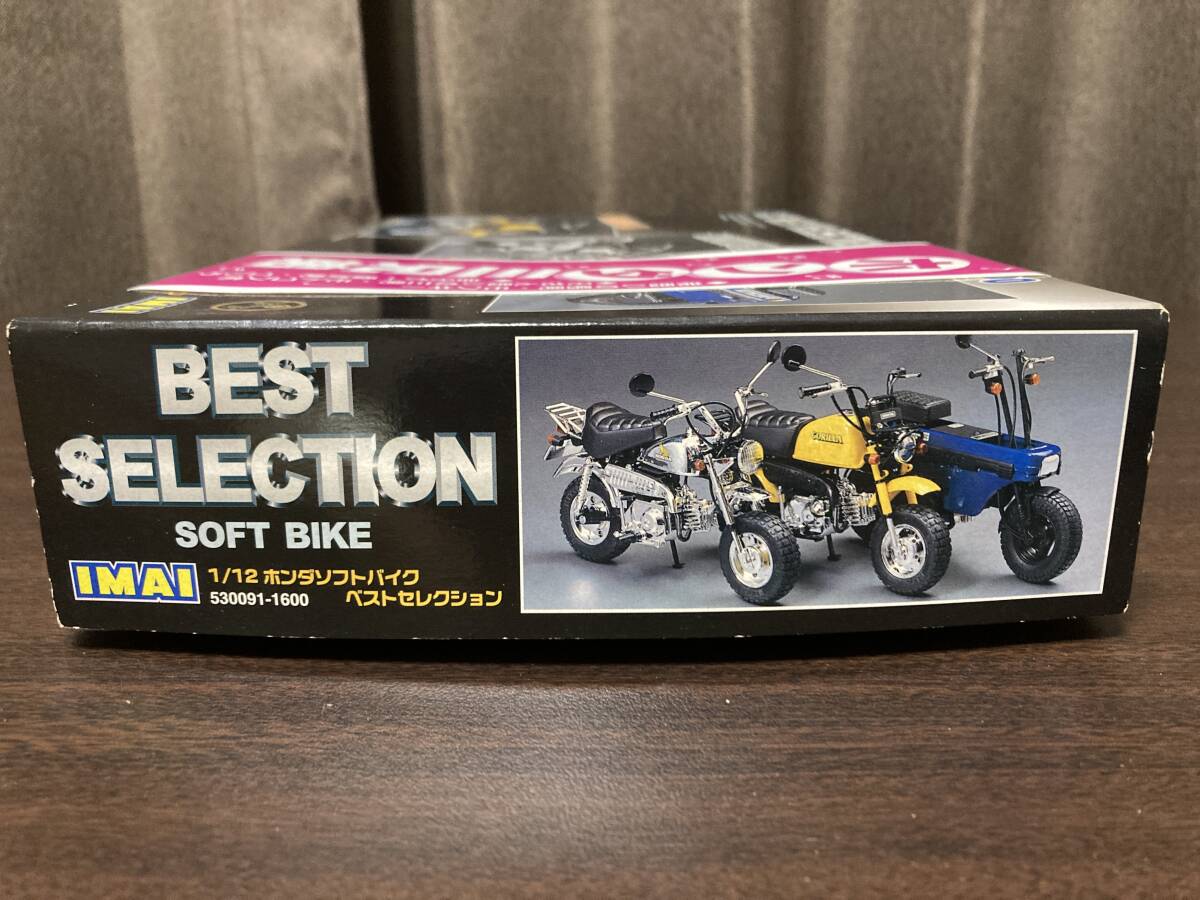 IMAI
BEST
SELECTION
SOFT BIKE
IMAI
1/12 ホンダソフトバイク
530091-1600
ベストセレクション
GORILLA